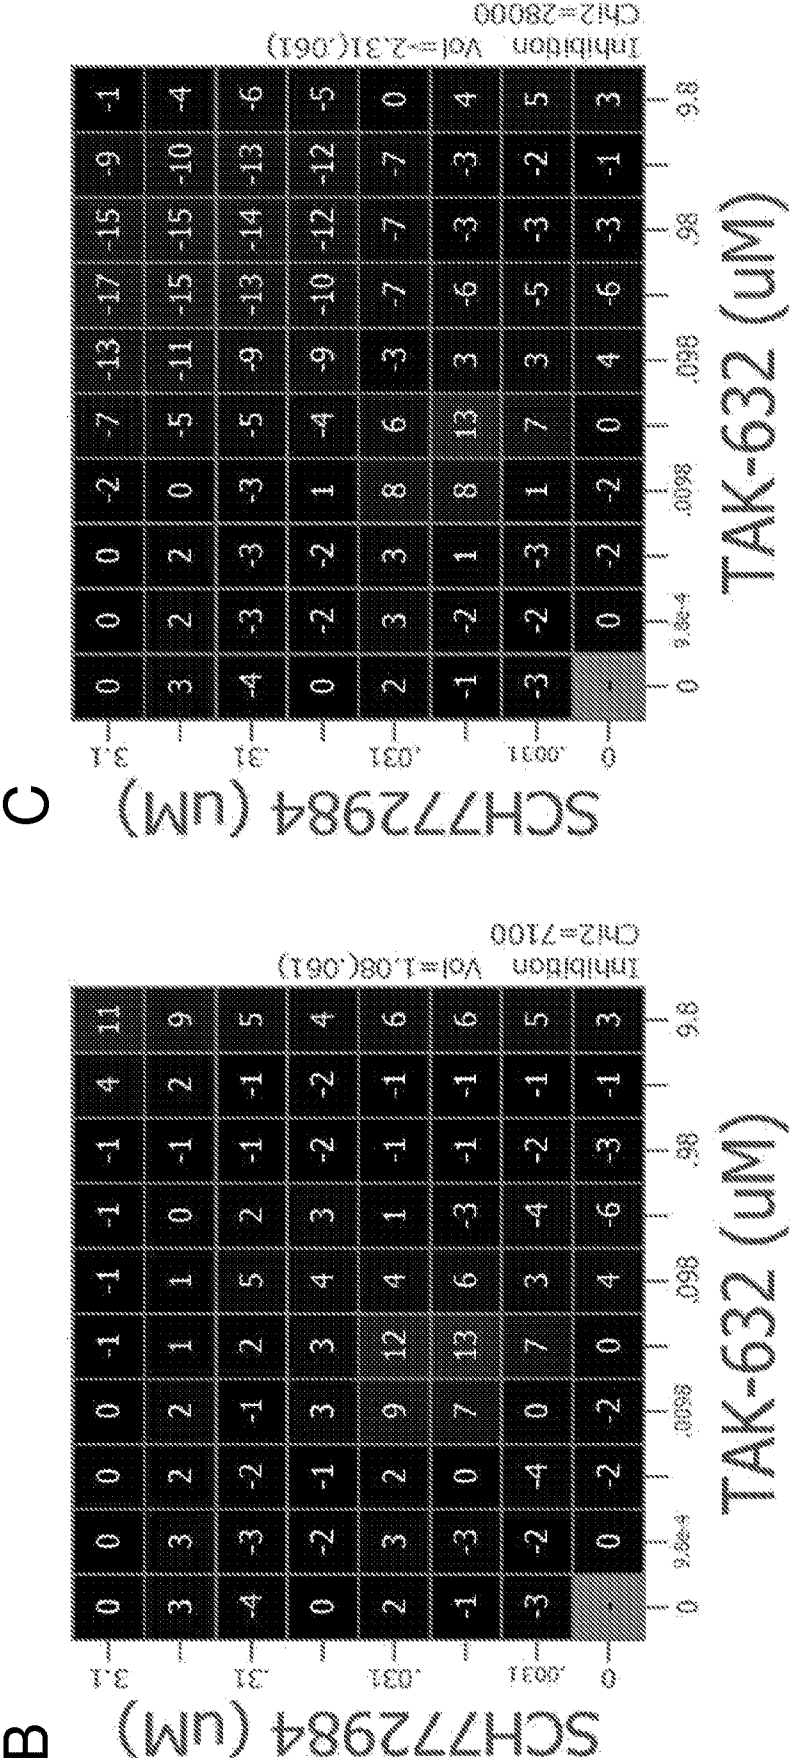 B
SCH772984 (uM)
3.1 0 0 0 0 -1 -1 -1 -1 4 11
3 3 2 2 1 1 0 -1 2 9
.31 -4 -3 -2 -1 2 5 2 -1 -1 5
0 -2 -1 3 3 4 3 -2 -2 4
.031 2 3 2 9 12 4 1 -1 -1 6
-1 -3 0 7 13 6 -3 -1 -1 6
.0031 -3 -2 -4 0 7 3 -4 -2 -1 5
0 - 0 -2 -2 0 4 -6 -3 -1 3
0 9.8e-4 .0098 .098 .98 9.8
TAK-632 (uM)
Inhibition Vol=1.08(.061)
Chi2=7100
C
SCH772984 (uM)
3.1 0 0 0 -2 -7 -13 -17 -15 -9 -1
3 2 2 0 -5 -11 -15 -15 -10 -4
.31 -4 -3 -3 -3 -5 -9 -13 -14 -13 -6
0 -2 -2 1 -4 -9 -10 -12 -12 -5
.031 2 3 3 8 6 -3 -7 -7 -7 0
-1 -2 1 8 13 3 -6 -3 -3 4
.0031 -3 -2 -3 1 7 3 -5 -3 -2 5
0 - 0 -2 -2 0 4 -6 -3 -1 3
0 9.8e-4 .0098 .098 .98 9.8
TAK-632 (uM)
Inhibition Vol=-2.31(.061)
Chi2=28000